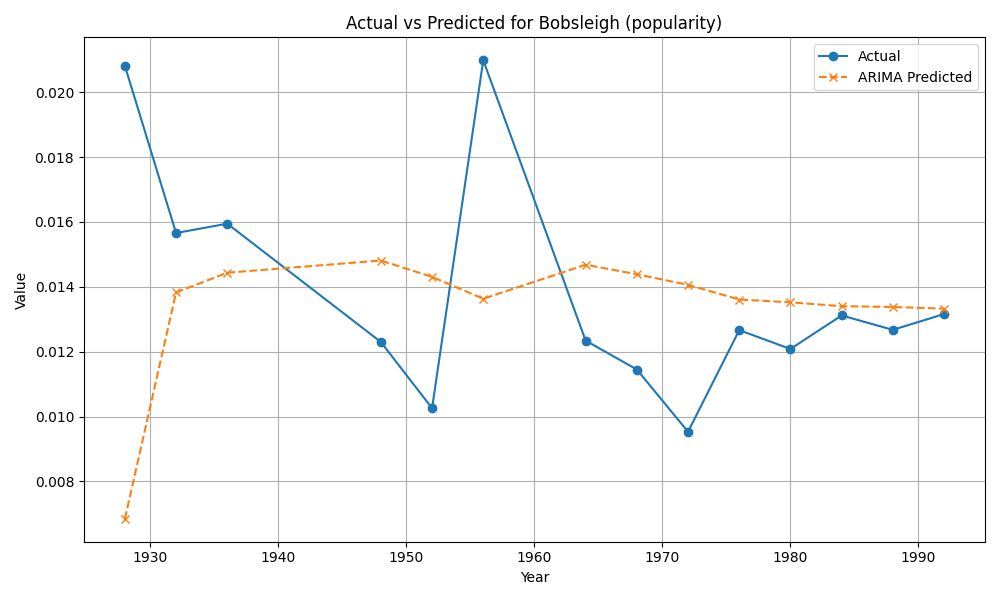 Actual vs Predicted for Bobsleigh (popularity)
Actual
ARIMA Predicted
Value
0.020
0.018
0.016
0.014
0.012
0.010
0.008
1930 1940 1950 1960 1970 1980 1990
Year